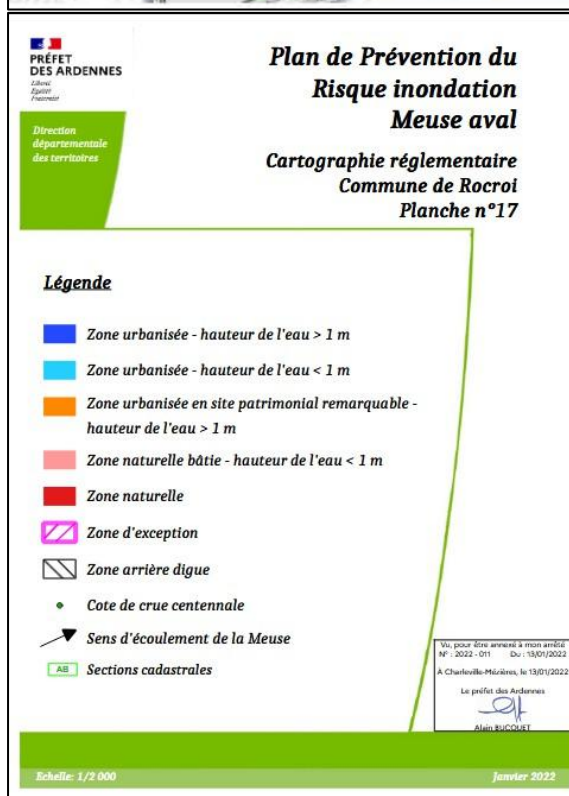 PRÉFET
DES ARDENNES
Liberté
Égalité
Fraternité
Direction
départementale
des territoires
Plan de Prévention du
Risque inondation
Meuse aval
Cartographie réglementaire
Commune de Rocroi
Planche n°17
Légende
Zone urbanisée - hauteur de l'eau > 1 m
Zone urbanisée - hauteur de l'eau < 1 m
Zone urbanisée en site patrimonial remarquable -
hauteur de l'eau > 1 m
Zone naturelle bâtie - hauteur de l'eau < 1 m
Zone naturelle
Zone d'exception
Zone arrière digue
Cote de crue centennale
Sens d'écoulement de la Meuse
AB Sections cadastrales
Vu, pour être annexé à mon arrêté
N° : 2022 - 011 Du : 13/01/2022
À Charleville-Mézières, le 13/01/2022
Le préfet des Ardennes
Alain BUCQUET
Echelle: 1/2 000
Janvier 2022